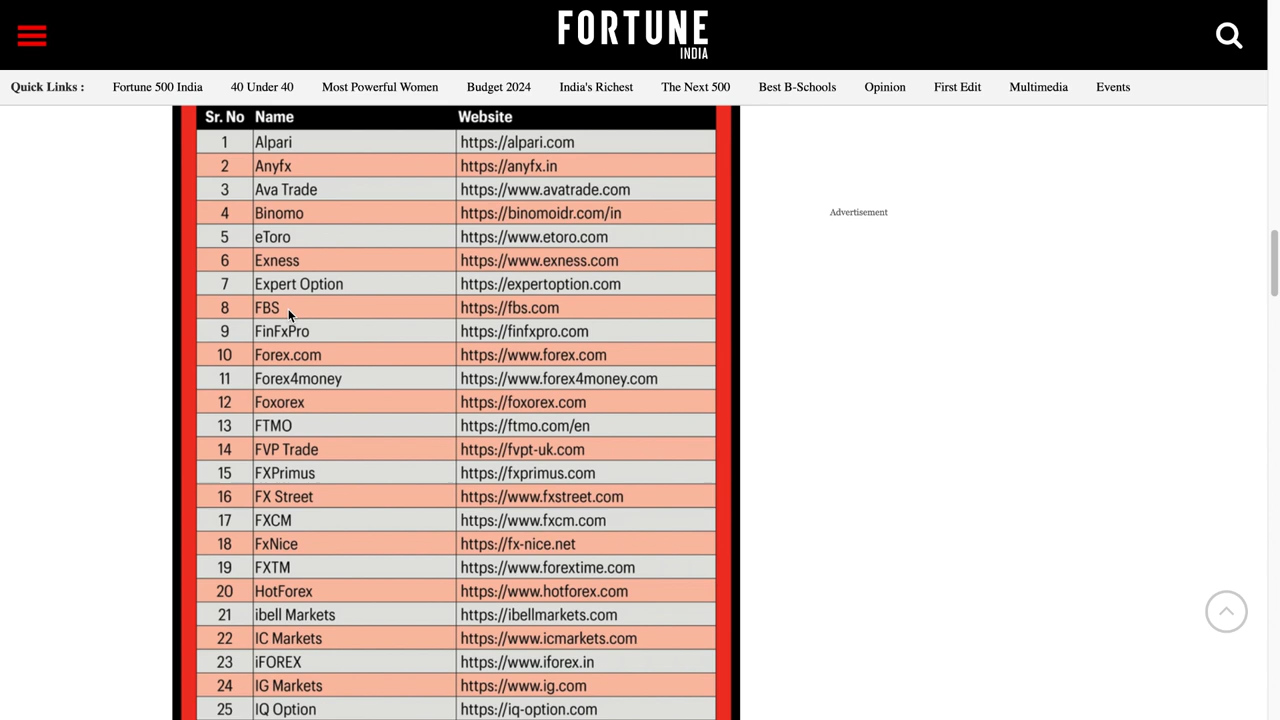 FORTUNE
INDIA
Quick Links : Fortune 500 India 40 Under 40 Most Powerful Women Budget 2024 India's Richest The Next 500 Best B-Schools Opinion First Edit Multimedia Events
Sr. No Name Website
1 Alpari https://alpari.com
2 Anyfx https://anyfx.in
3 Ava Trade https://www.avatrade.com
4 Binomo https://binomoidr.com/in
5 eToro https://www.etoro.com
6 Exness https://www.exness.com
7 Expert Option https://expertoption.com
8 FBS https://fbs.com
9 FinFxPro https://finfxpro.com
10 Forex.com https://www.forex.com
11 Forex4money https://www.forex4money.com
12 Foxorex https://foxorex.com
13 FTMO https://ftmo.com/en
14 FVP Trade https://fvpt-uk.com
15 FXPrimus https://fxprimus.com
16 FX Street https://www.fxstreet.com
17 FXCM https://www.fxcm.com
18 FxNice https://fx-nice.net
19 FXTM https://www.forextime.com
20 HotForex https://www.hotforex.com
21 ibell Markets https://ibellmarkets.com
22 IC Markets https://www.icmarkets.com
23 iFOREX https://www.iforex.in
24 IG Markets https://www.ig.com
25 IQ Option https://iq-option.com
Advertisement